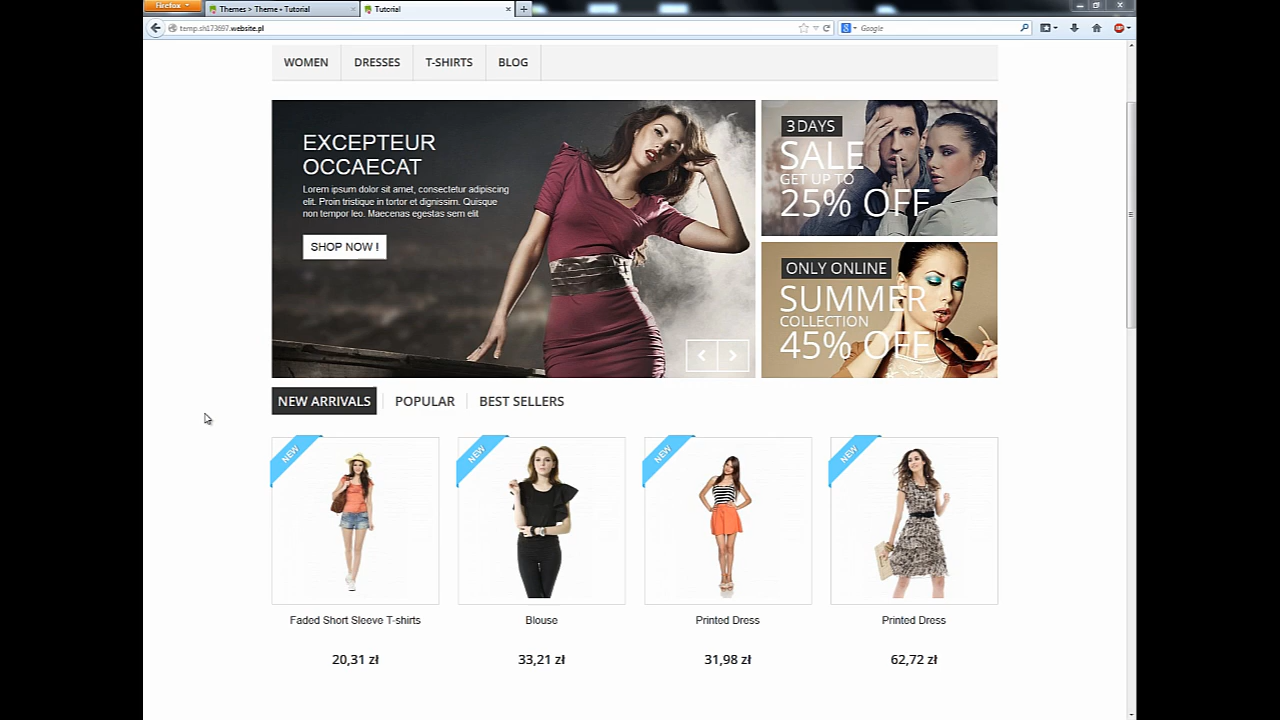 Firefox
Themes > Theme • Tutorial
Tutorial
temp.sh173697.website.pl
Google
WOMEN
DRESSES
T-SHIRTS
BLOG
EXCEPTEUR
OCCAECAT
Lorem ipsum dolor sit amet, consectetur adipiscing
elit. Proin tristique in tortor et dignissim. Quisque
non tempor leo. Maecenas egestas sem elit
SHOP NOW !
3 DAYS
SALE
GET UP TO
25% OFF
ONLY ONLINE
SUMMER
COLLECTION
45% OFF
NEW ARRIVALS
POPULAR
BEST SELLERS
NEW
NEW
NEW
NEW
Faded Short Sleeve T-shirts
Blouse
Printed Dress
Printed Dress
20,31 zł
33,21 zł
31,98 zł
62,72 zł